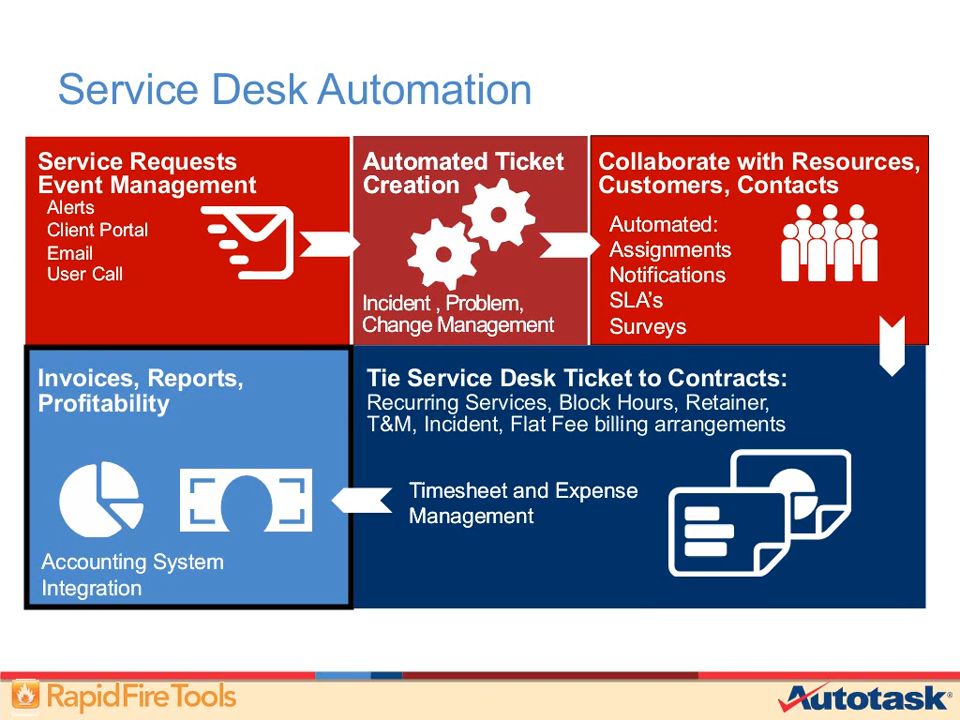 Service Desk Automation
Service Requests
Event Management
Alerts
Client Portal
Email
User Call
Automated Ticket
Creation
Incident , Problem,
Change Management
Collaborate with Resources,
Customers, Contacts
Automated:
Assignments
Notifications
SLA's
Surveys
Invoices, Reports,
Profitability
Accounting System
Integration
Tie Service Desk Ticket to Contracts:
Recurring Services, Block Hours, Retainer,
T&M, Incident, Flat Fee billing arrangements
Timesheet and Expense
Management
RapidFireTools
Autotask®